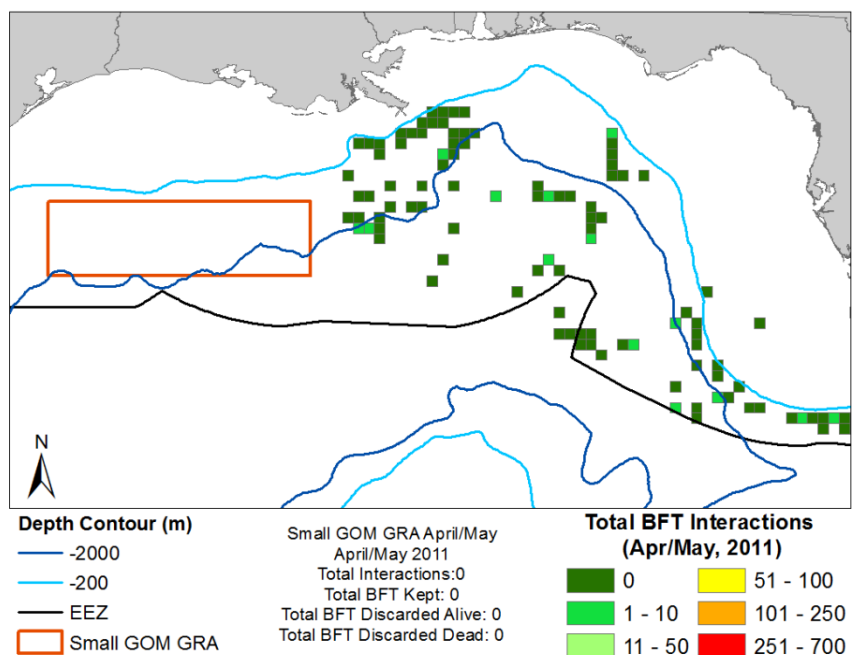 N
Depth Contour (m)
-2000
-200
EEZ
Small GOM GRA
Small GOM GRA April/May
April/May 2011
Total Interactions:0
Total BFT Kept: 0
Total BFT Discarded Alive: 0
Total BFT Discarded Dead: 0
Total BFT Interactions
(Apr/May, 2011)
0
1 - 10
11 - 50
51 - 100
101 - 250
251 - 700